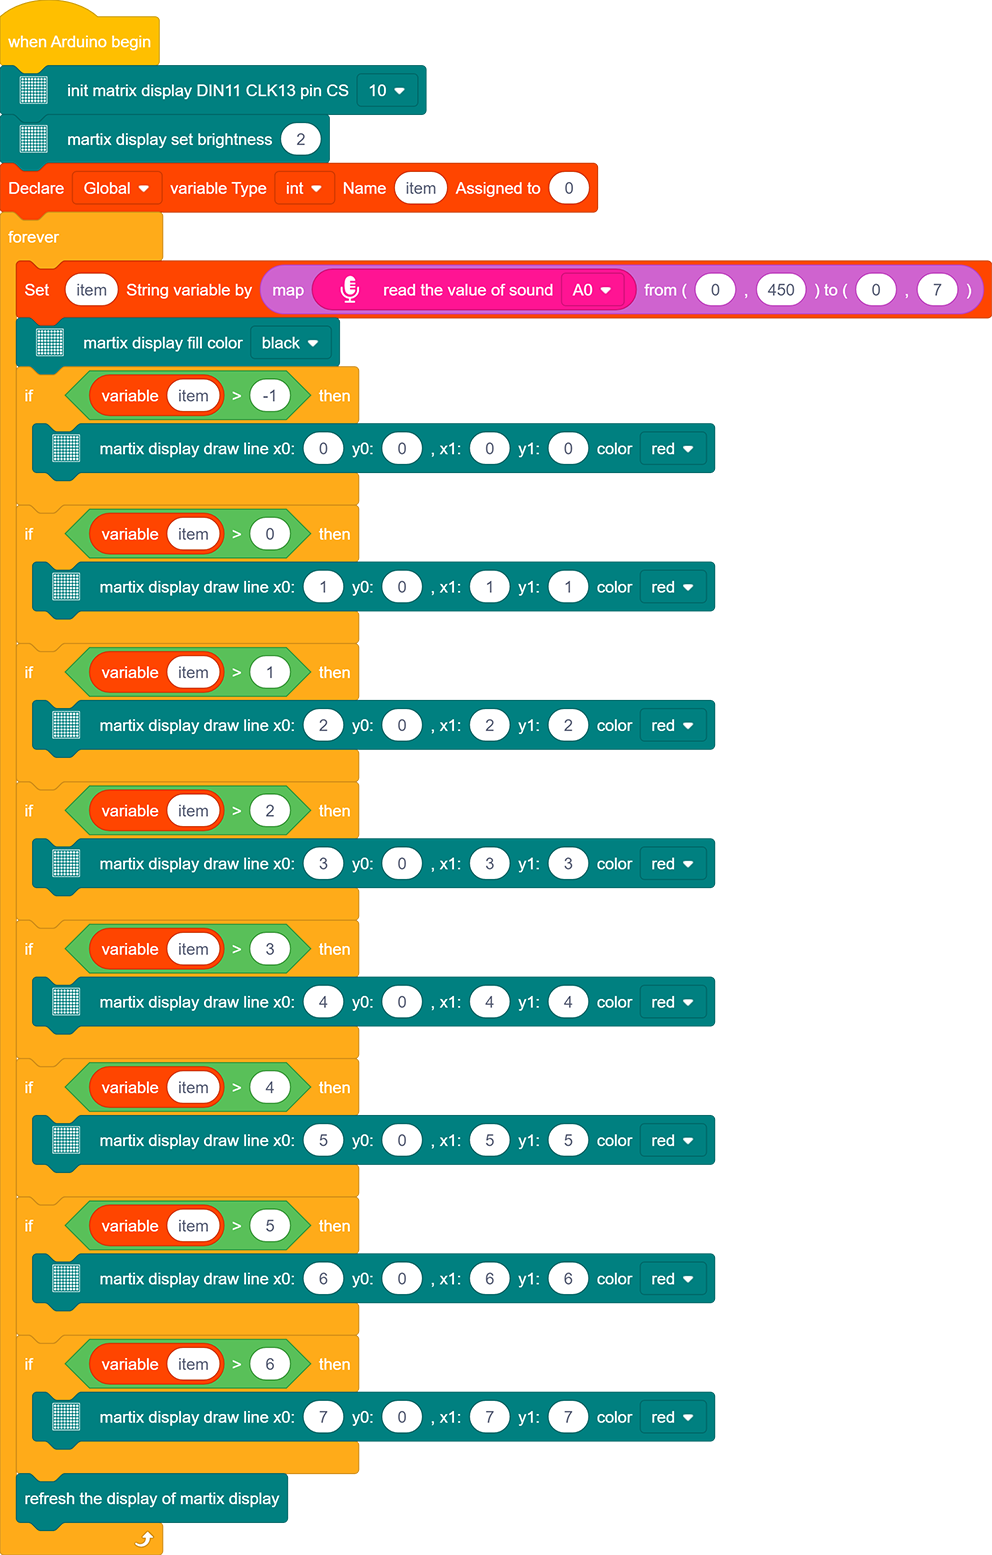 when Arduino begin
init matrix display DIN11 CLK13 pin CS 10
martix display set brightness 2
Declare Global variable Type int Name item Assigned to 0
forever
Set item String variable by map read the value of sound A0 from ( 0 , 450 ) to ( 0 , 7 )
martix display fill color black
if variable item > -1 then
martix display draw line x0: 0 y0: 0 , x1: 0 y1: 0 color red
if variable item > 0 then
martix display draw line x0: 1 y0: 0 , x1: 1 y1: 1 color red
if variable item > 1 then
martix display draw line x0: 2 y0: 0 , x1: 2 y1: 2 color red
if variable item > 2 then
martix display draw line x0: 3 y0: 0 , x1: 3 y1: 3 color red
if variable item > 3 then
martix display draw line x0: 4 y0: 0 , x1: 4 y1: 4 color red
if variable item > 4 then
martix display draw line x0: 5 y0: 0 , x1: 5 y1: 5 color red
if variable item > 5 then
martix display draw line x0: 6 y0: 0 , x1: 6 y1: 6 color red
if variable item > 6 then
martix display draw line x0: 7 y0: 0 , x1: 7 y1: 7 color red
refresh the display of martix display